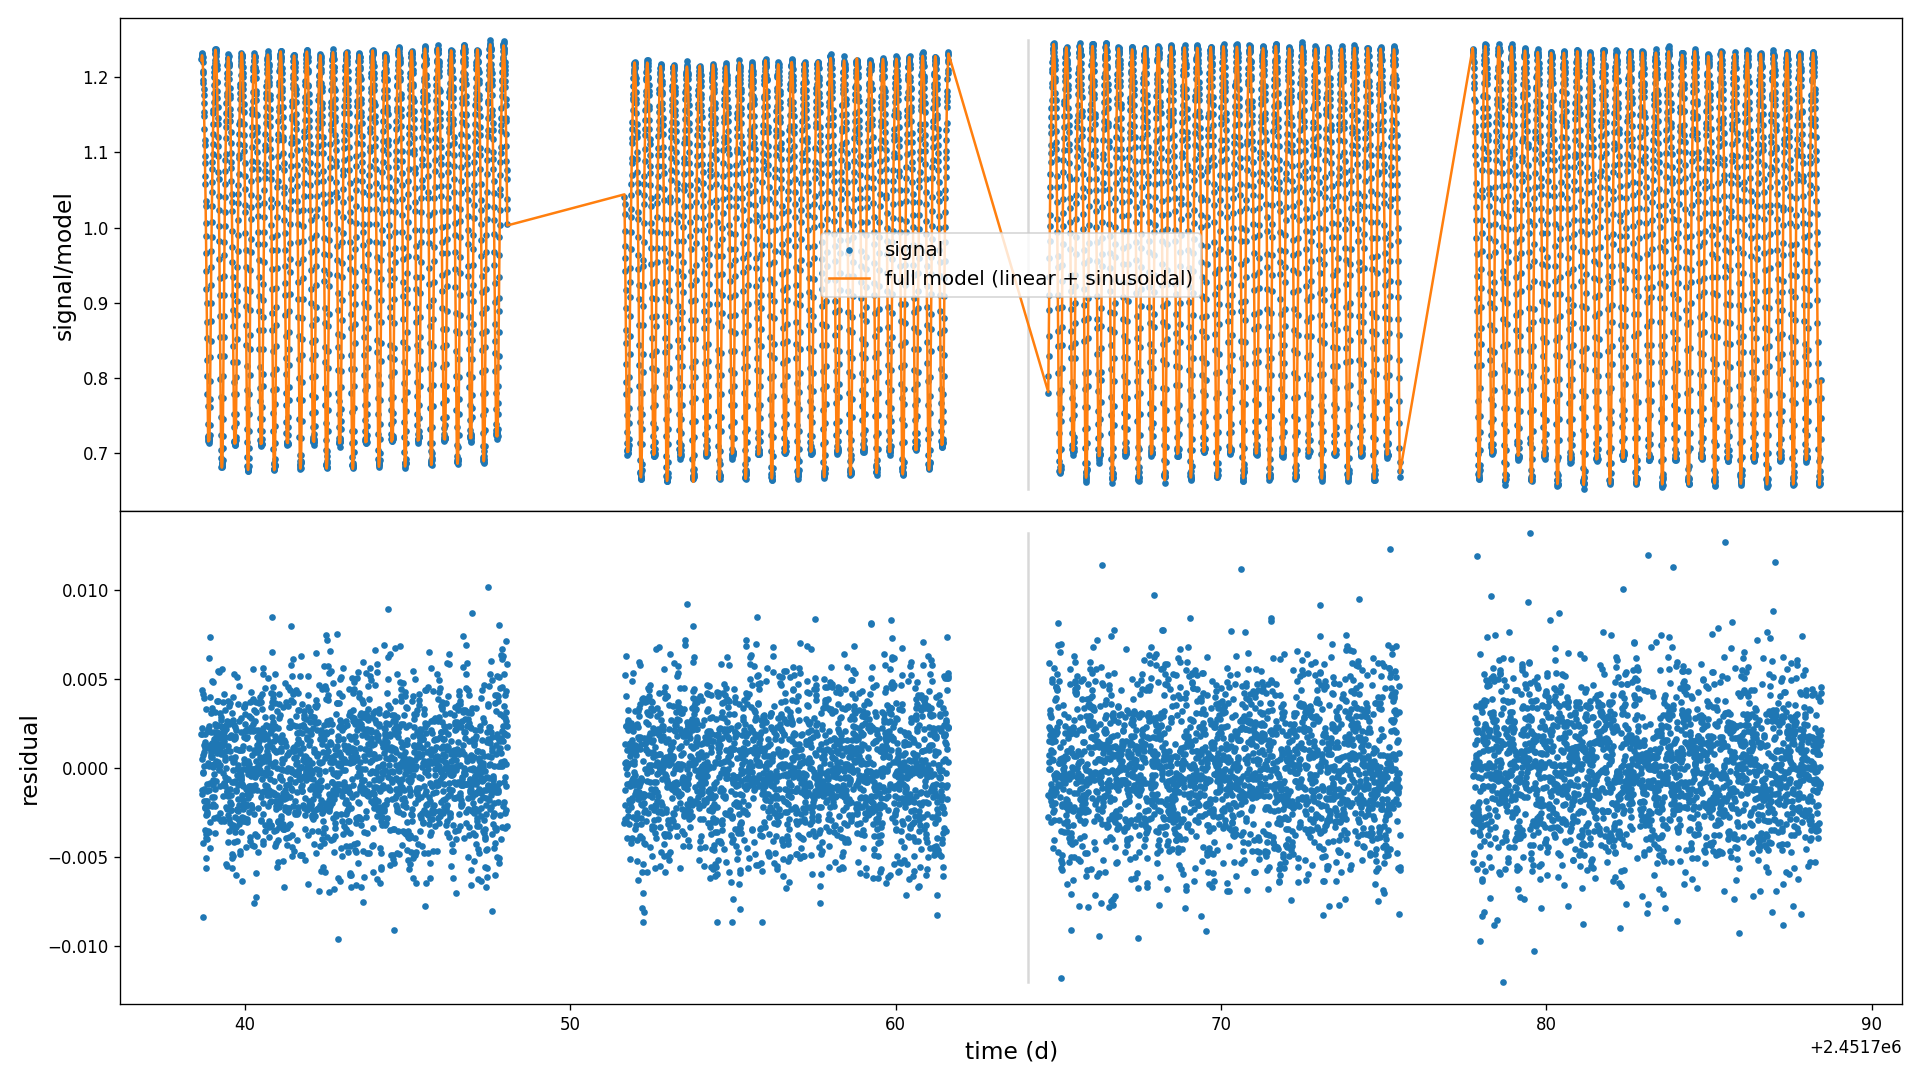 signal/model
1.2
1.1
1.0
0.9
0.8
0.7
signal
full model (linear + sinusoidal)
residual
0.010
0.005
0.000
−0.005
−0.010
40 50 60 70 80 90
time (d)
+2.4517e6